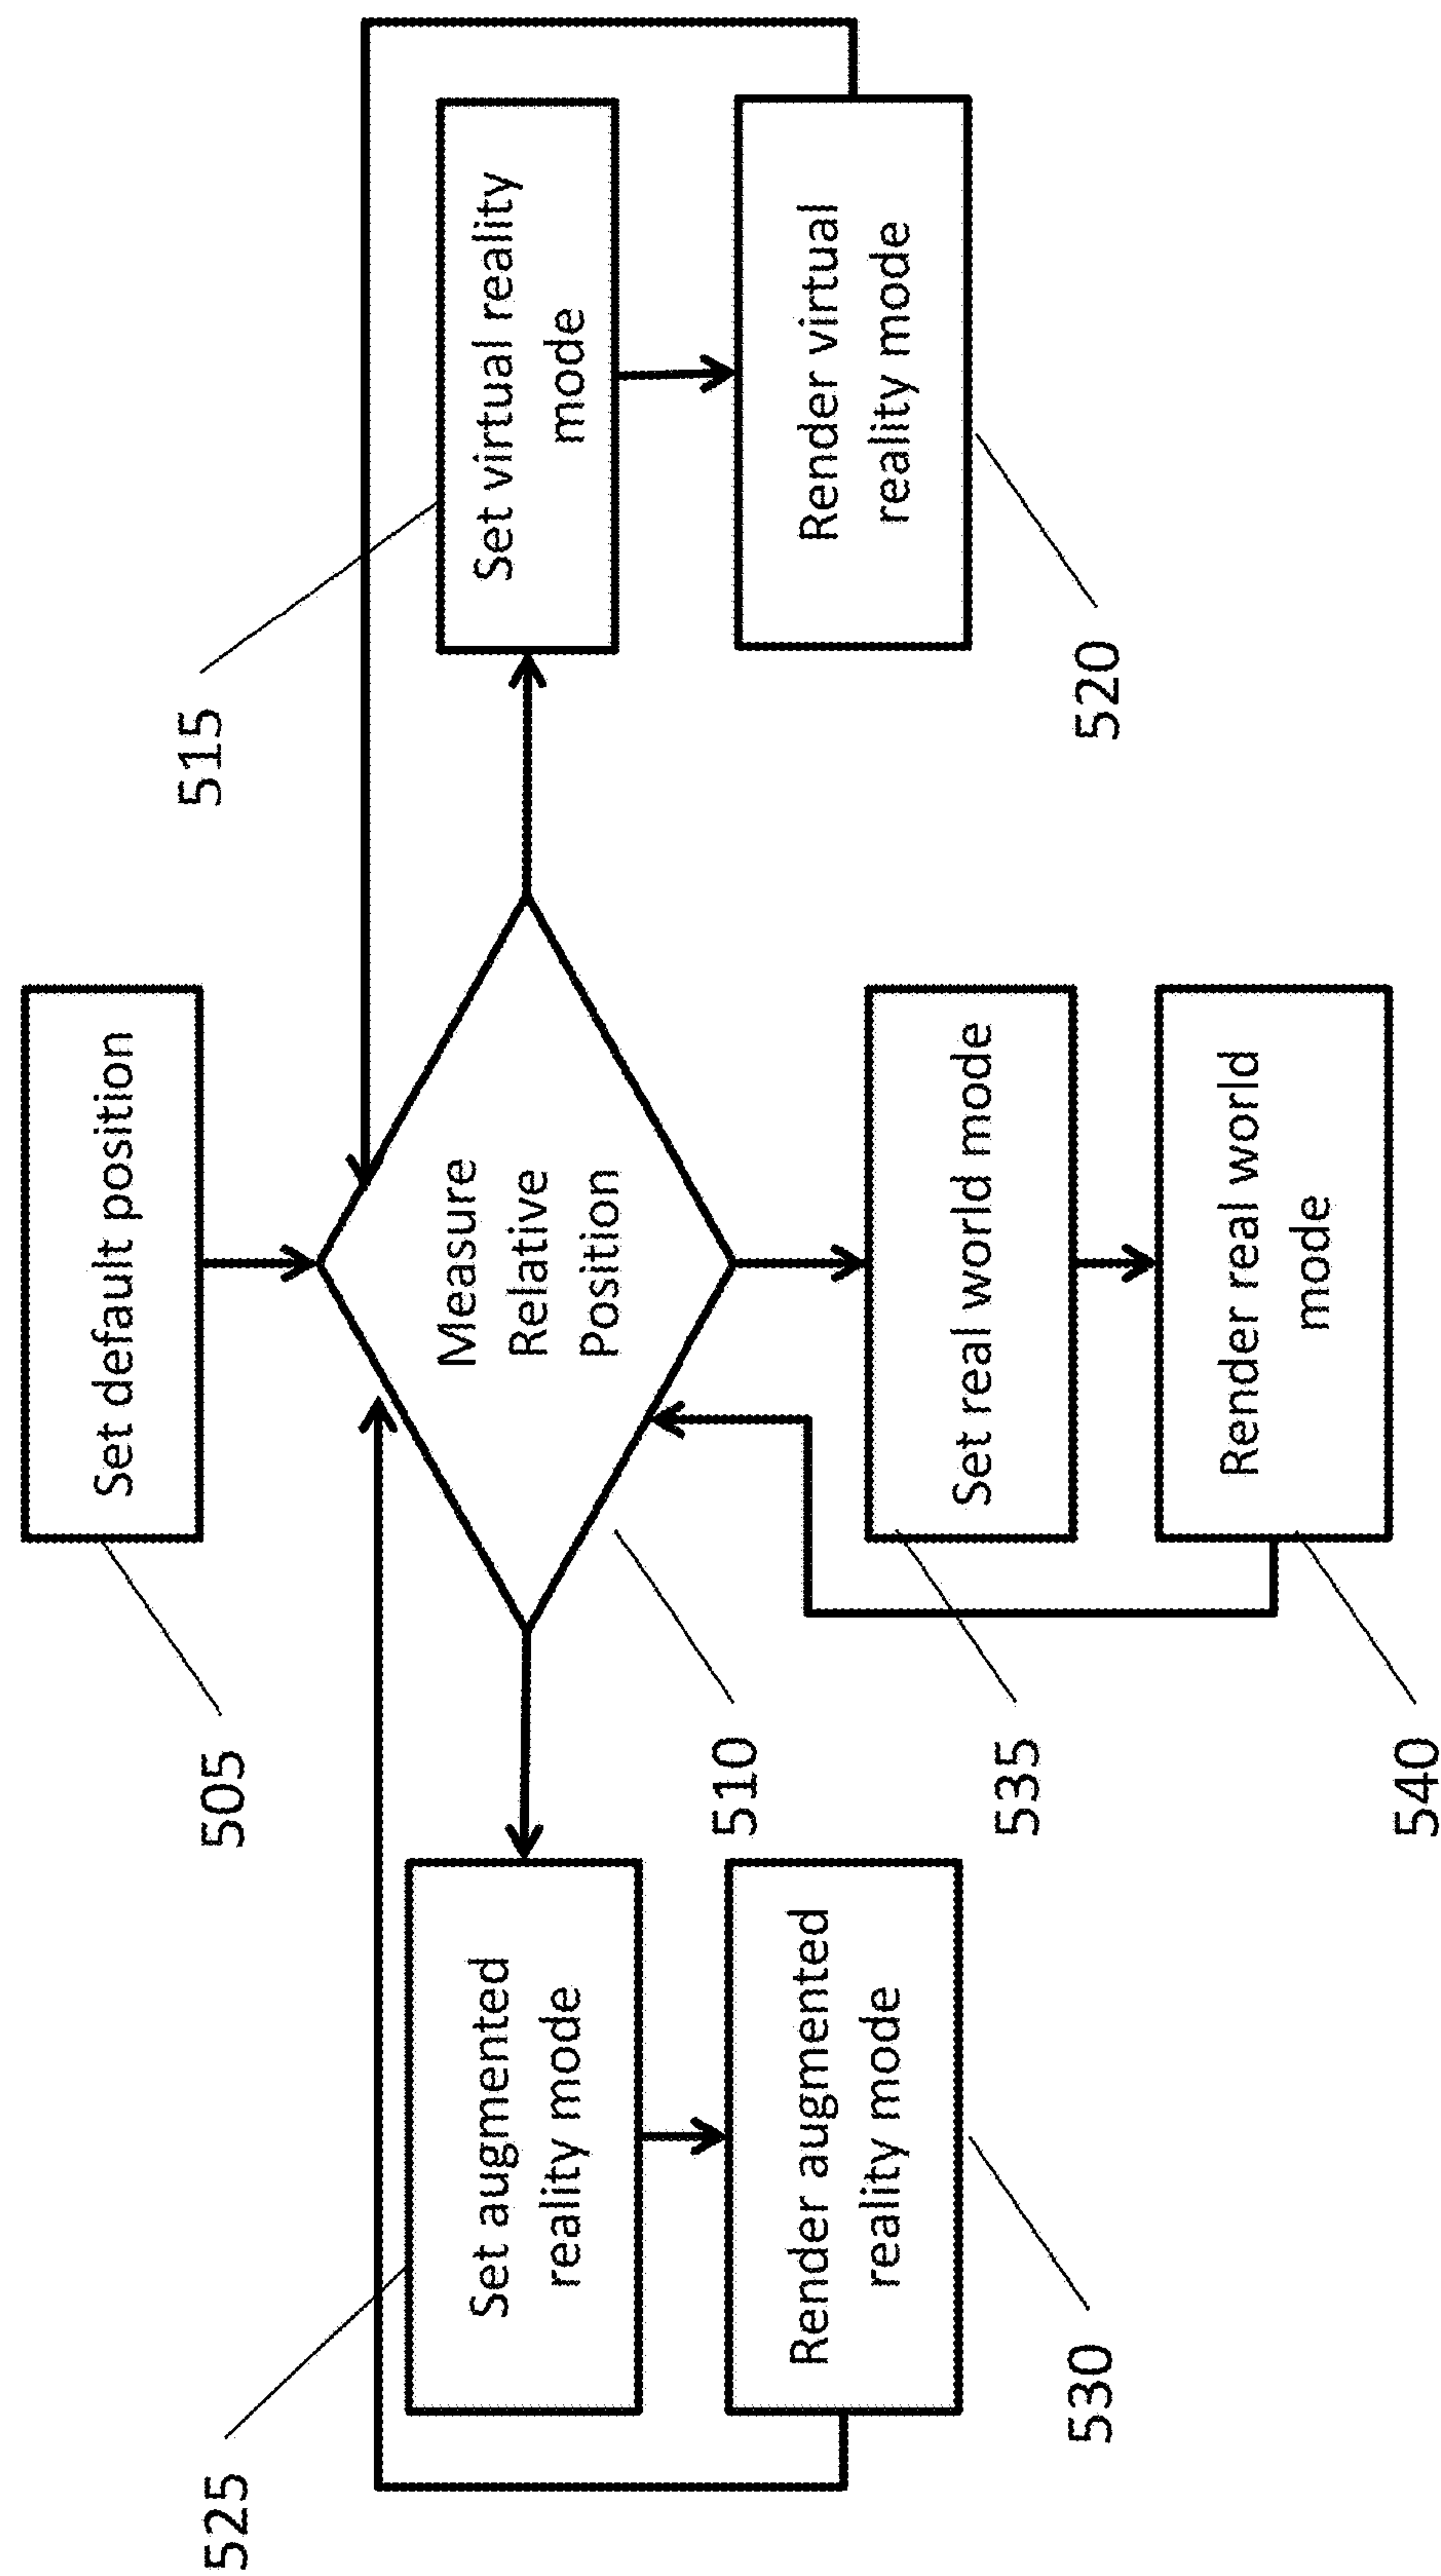 Set default position
505
Measure
Relative
Position
510
Set virtual reality
mode
515
Render virtual
reality mode
520
Set augmented
reality mode
525
Render augmented
reality mode
530
Set real world mode
535
Render real world
mode
540